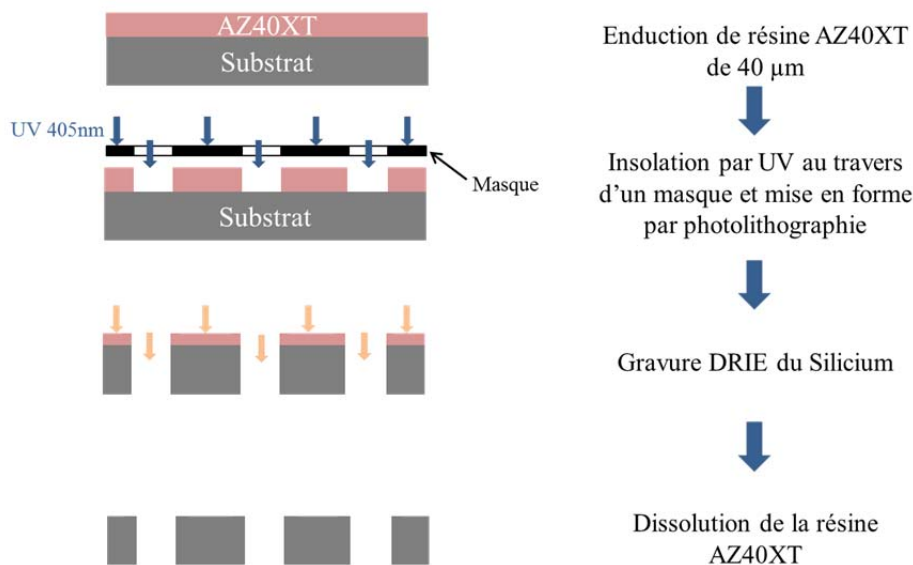 AZ40XT
Substrat
Enduction de résine AZ40XT
de 40 µm
UV 405nm
Masque
Substrat
Insolation par UV au travers
d'un masque et mise en forme
par photolithographie
Gravure DRIE du Silicium
Dissolution de la résine
AZ40XT